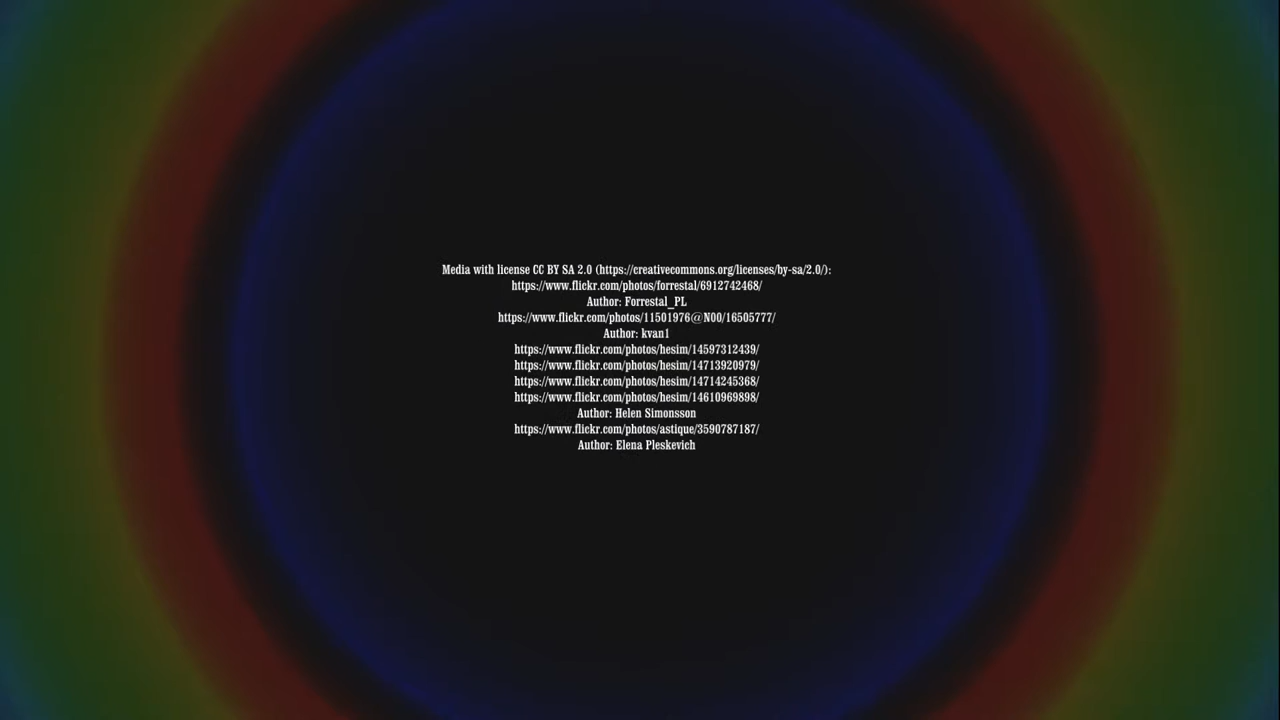 Media with license CC BY SA 2.0 (https://creativecommons.org/licenses/by-sa/2.0/):
https://www.flickr.com/photos/forrestal/6912742468/
Author: Forrestal_PL
https://www.flickr.com/photos/11501976@N00/16505777/
Author: kvan1
https://www.flickr.com/photos/hesim/14597312439/
https://www.flickr.com/photos/hesim/14713920979/
https://www.flickr.com/photos/hesim/14714245368/
https://www.flickr.com/photos/hesim/14610969898/
Author: Helen Simonsson
https://www.flickr.com/photos/astique/3590787187/
Author: Elena Pleskevich